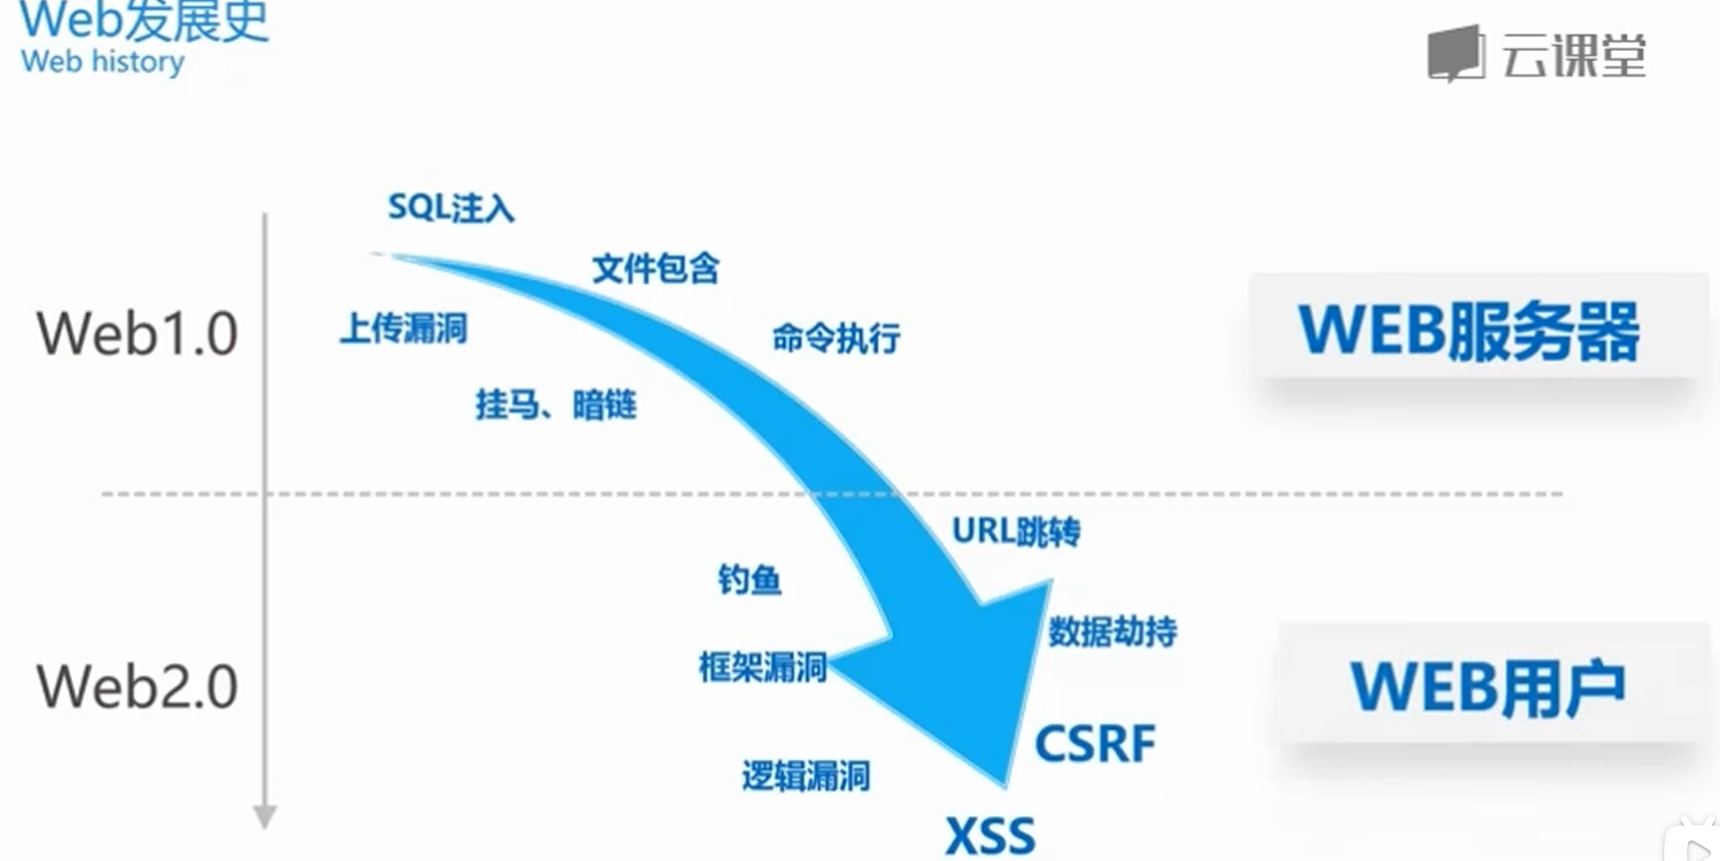 Web发展史
Web history
云课堂
SQL注入
文件包含
Web1.0
上传漏洞
命令执行
WEB服务器
挂马、暗链
URL跳转
钓鱼
数据劫持
框架漏洞
Web2.0
WEB用户
CSRF
逻辑漏洞
XSS